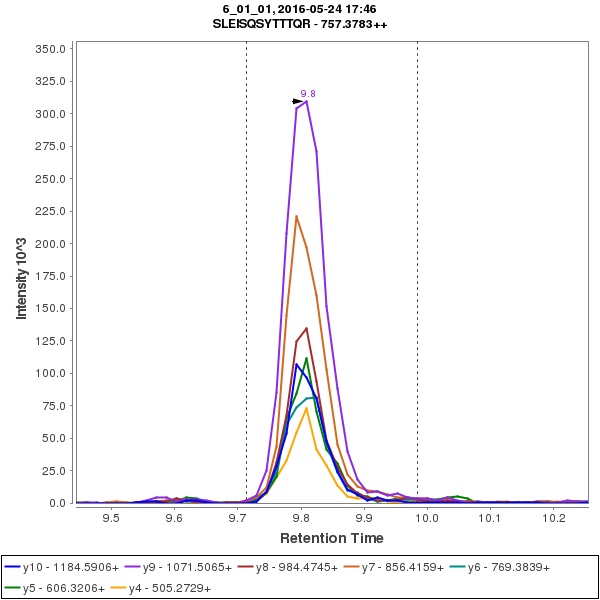 6_01_01, 2016-05-24 17:46
SLEISQSYTTTQR - 757.3783++
Intensity 10^3
350.0
325.0
300.0
275.0
250.0
225.0
200.0
175.0
150.0
125.0
100.0
75.0
50.0
25.0
0.0
9.8
9.5 9.6 9.7 9.8 9.9 10.0 10.1 10.2
Retention Time
y10 - 1184.5906+ y9 - 1071.5065+ y8 - 984.4745+ y7 - 856.4159+ y6 - 769.3839+
y5 - 606.3206+ y4 - 505.2729+